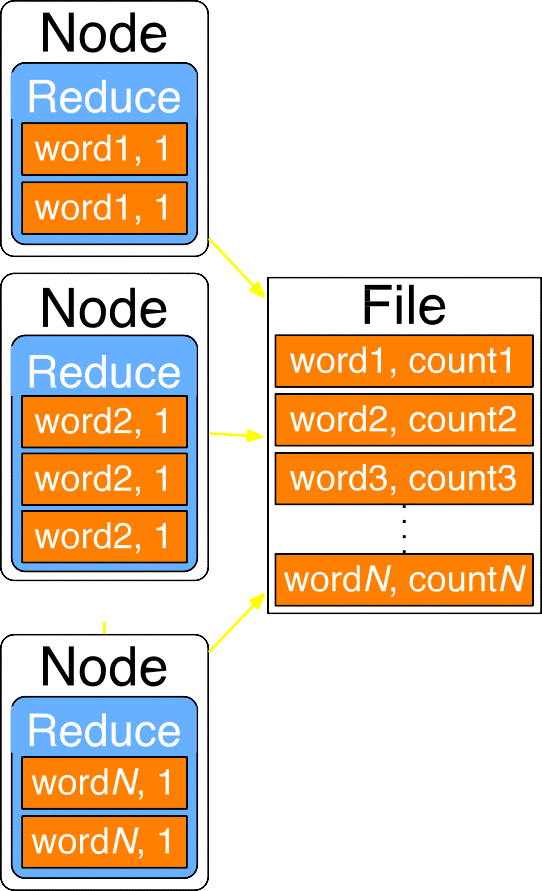 Node
Reduce
word1, 1
word1, 1
Node
Reduce
word2, 1
word2, 1
word2, 1
Node
Reduce
wordN, 1
wordN, 1
File
word1, count1
word2, count2
word3, count3
wordN, countN